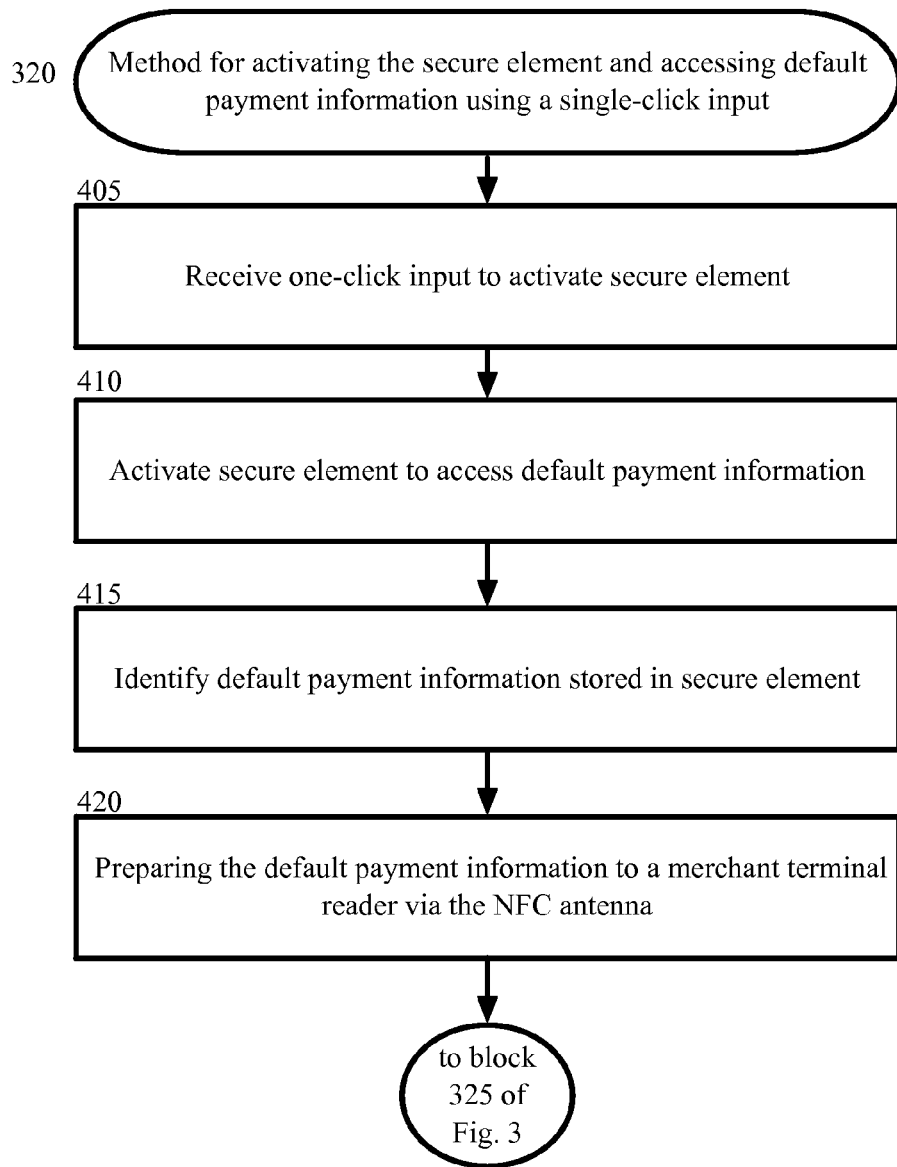 320
Method for activating the secure element and accessing default
payment information using a single-click input
405
Receive one-click input to activate secure element
410
Activate secure element to access default payment information
415
Identify default payment information stored in secure element
420
Preparing the default payment information to a merchant terminal
reader via the NFC antenna
to block
325 of
Fig. 3